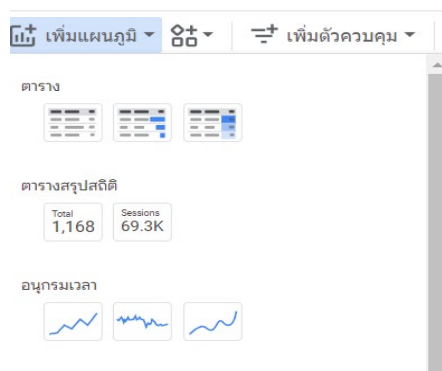 เพิ่มแผนภูมิ เพิ่มตัวควบคุม
ตาราง
ตารางสรุปสถิติ
Total Sessions
1,168 69.3K
อนุกรมเวลา